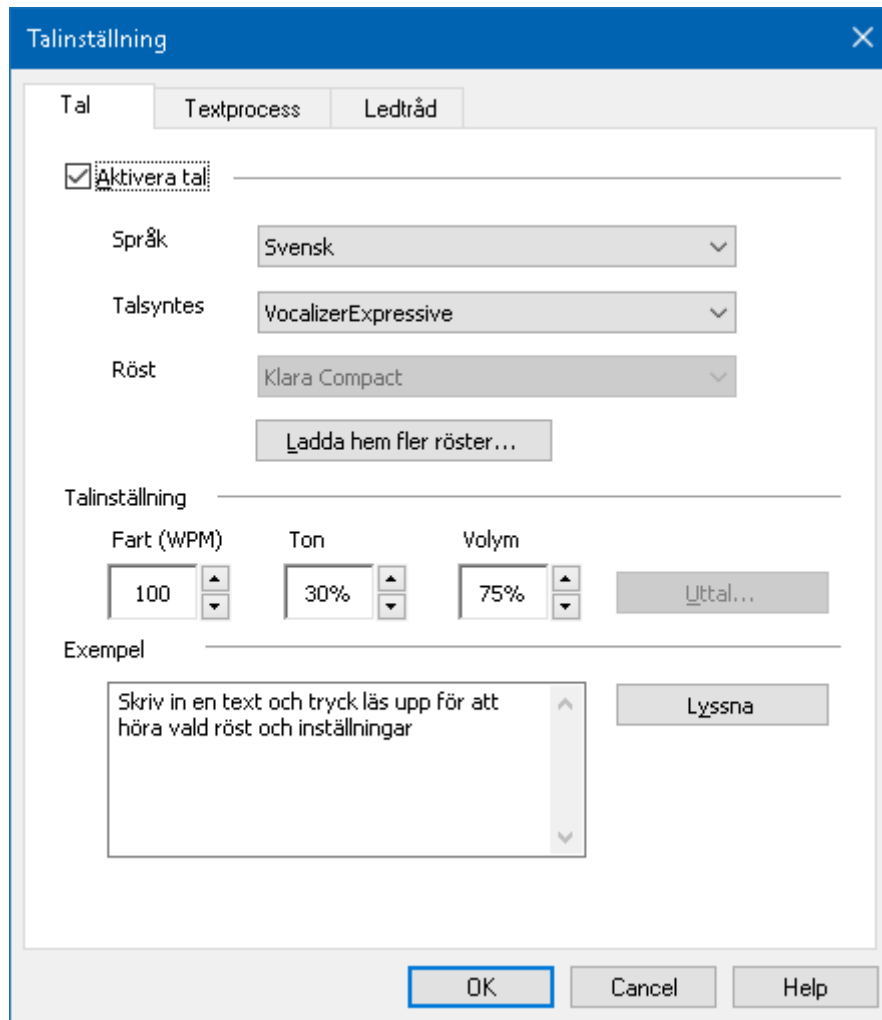 Talinställning
Tal Textprocess Ledtråd
Aktivera tal
Språk Svensk
Talsyntes VocalizerExpressive
Röst Klara Compact
Ladda hem fler röster...
Talinställning
Fart (WPM) Ton Volym
100 30% 75% Uttal...
Exempel
Skriv in en text och tryck läs upp för att
höra vald röst och inställningar
Lyssna
OK Cancel Help